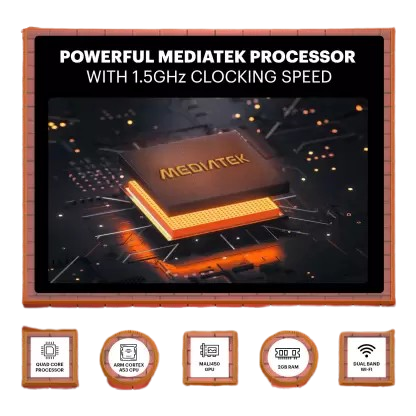 POWERFUL MEDIATEK PROCESSOR
WITH 1.5GHz CLOCKING SPEED
MEDIATEK
QUAD CORE
PROCESSOR
ARM CORTEX
A53 CPU
MALI450
GPU
2GB RAM
DUAL BAND
WI-FI